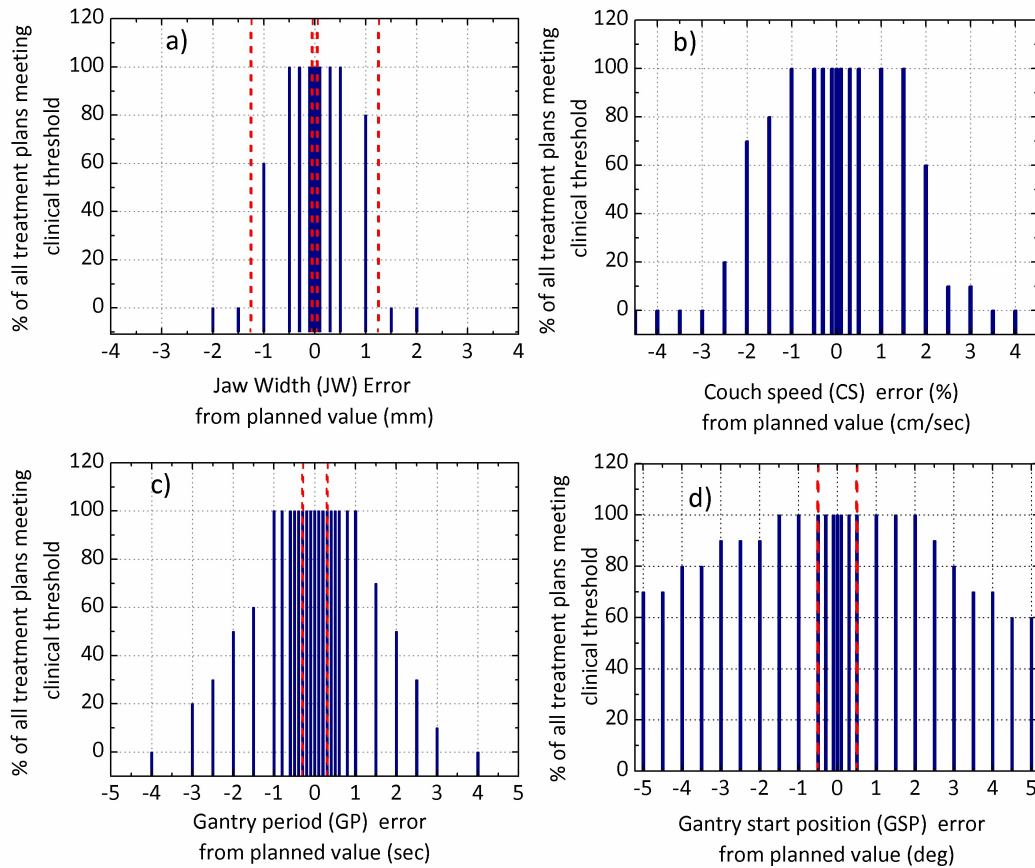 a)
% of all treatment plans meeting
clinical threshold
120
100
80
60
40
20
0
-4 -3 -2 -1 0 1 2 3 4
Jaw Width (JW) Error
from planned value (mm)
b)
% of all treatment plans meeting
clinical threshold
120
100
80
60
40
20
0
-4 -3 -2 -1 0 1 2 3 4
Couch speed (CS) error (%)
from planned value (cm/sec)
c)
% of all treatment plans meeting
clinical threshold
120
100
80
60
40
20
0
-5 -4 -3 -2 -1 0 1 2 3 4 5
Gantry period (GP) error
from planned value (sec)
d)
% of all treatment plans meeting
clinical threshold
120
100
80
60
40
20
0
-5 -4 -3 -2 -1 0 1 2 3 4 5
Gantry start position (GSP) error
from planned value (deg)